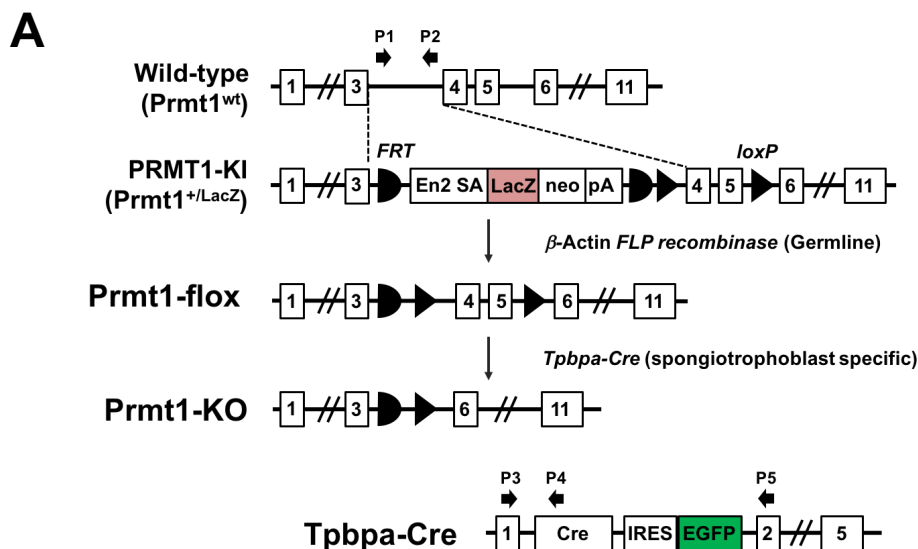 A
P1 P2
Wild-type
(Prmt1wt)
1 3 4 5 6 11
FRT loxP
PRMT1-KI
(Prmt1+/LacZ)
1 3 En2 SA LacZ neo pA 4 5 6 11
β-Actin FLP recombinase (Germline)
Prmt1-flox
1 3 4 5 6 11
Tpbpa-Cre (spongiotrophoblast specific)
Prmt1-KO
1 3 6 11
P3 P4 P5
Tpbpa-Cre
1 Cre IRES EGFP 2 5